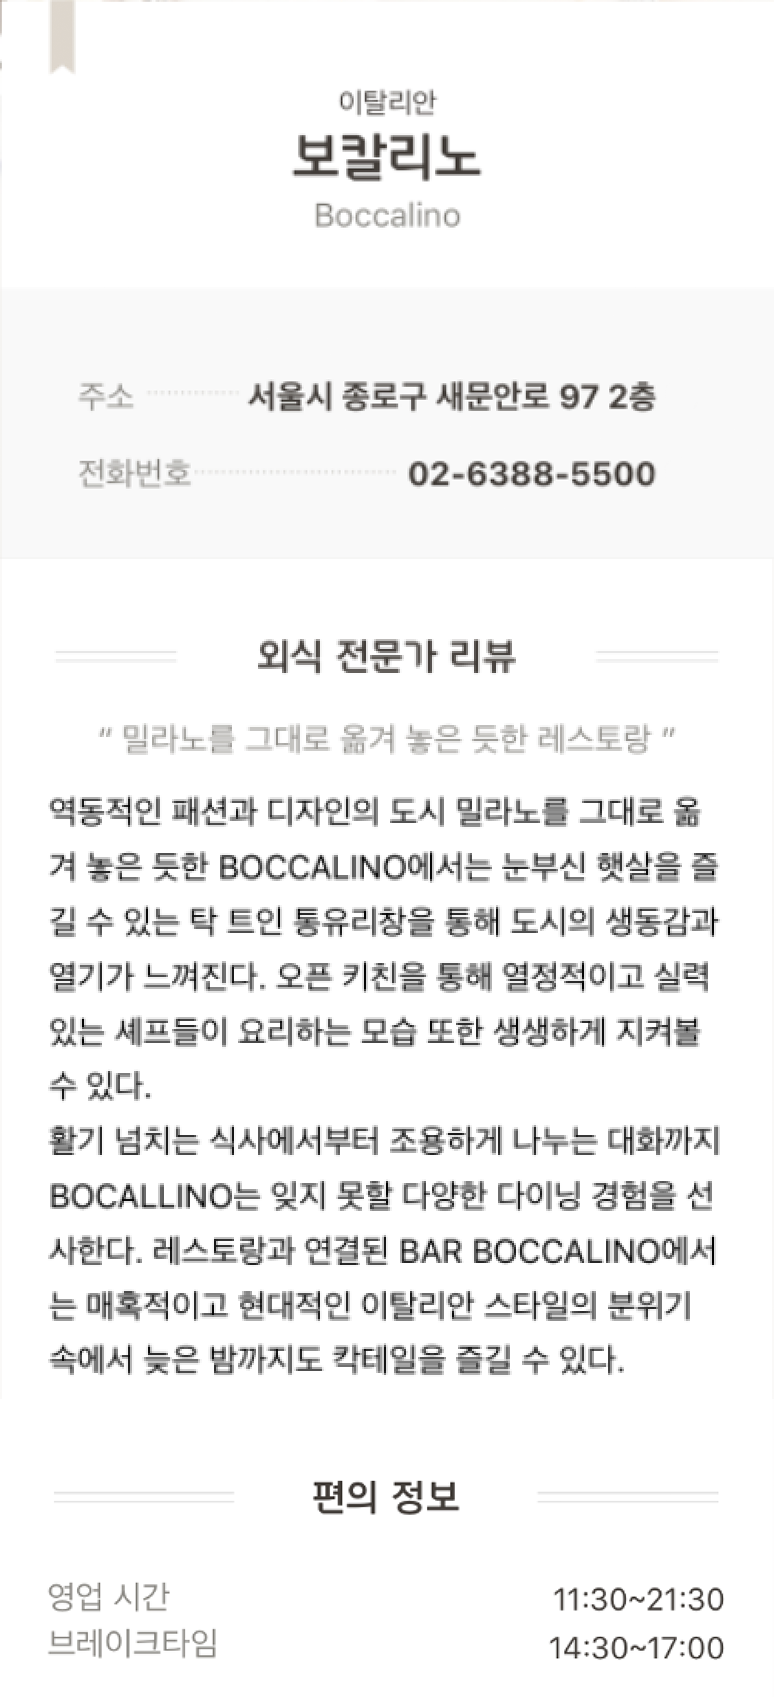 이탈리안
보칼리노
Boccalino
주소 서울시 종로구 새문안로 97 2층
전화번호 02-6388-5500
외식 전문가 리뷰
“ 밀라노를 그대로 옮겨 놓은 듯한 레스토랑 ”
역동적인 패션과 디자인의 도시 밀라노를 그대로 옮
겨 놓은 듯한 BOCCALINO에서는 눈부신 햇살을 즐
길 수 있는 탁 트인 통유리창을 통해 도시의 생동감과
열기가 느껴진다. 오픈 키친을 통해 열정적이고 실력
있는 셰프들이 요리하는 모습 또한 생생하게 지켜볼
수 있다.
활기 넘치는 식사에서부터 조용하게 나누는 대화까지
BOCALLINO는 잊지 못할 다양한 다이닝 경험을 선
사한다. 레스토랑과 연결된 BAR BOCCALINO에서
는 매혹적이고 현대적인 이탈리안 스타일의 분위기
속에서 늦은 밤까지도 칵테일을 즐길 수 있다.
편의 정보
영업 시간 11:30~21:30
브레이크타임 14:30~17:00